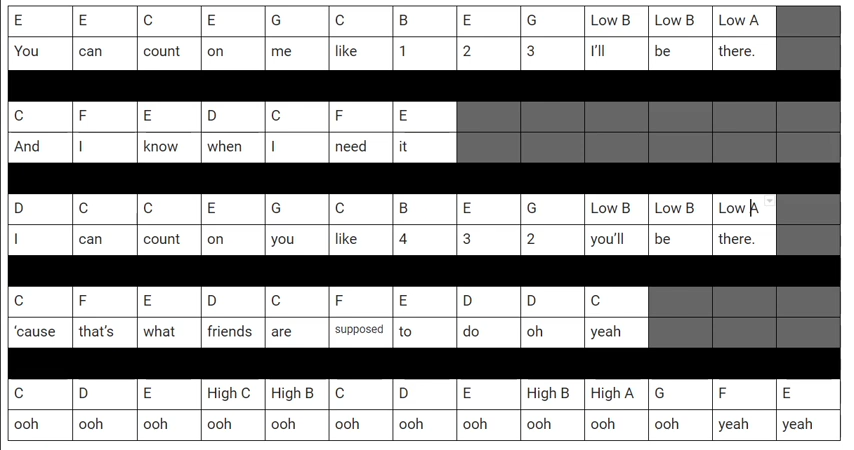 E E C E G C B E G Low B Low B Low A
You can count on me like 1 2 3 I'll be there.
C F E D C F E
And I know when I need it
D C C E G C B E G Low B Low B Low A
I can count on you like 4 3 2 you'll be there.
C F E D C F E D D C
‘cause that's what friends are supposed to do oh yeah
C D E High C High B C D E High B High A G F E
ooh ooh ooh ooh ooh ooh ooh ooh ooh ooh ooh yeah yeah